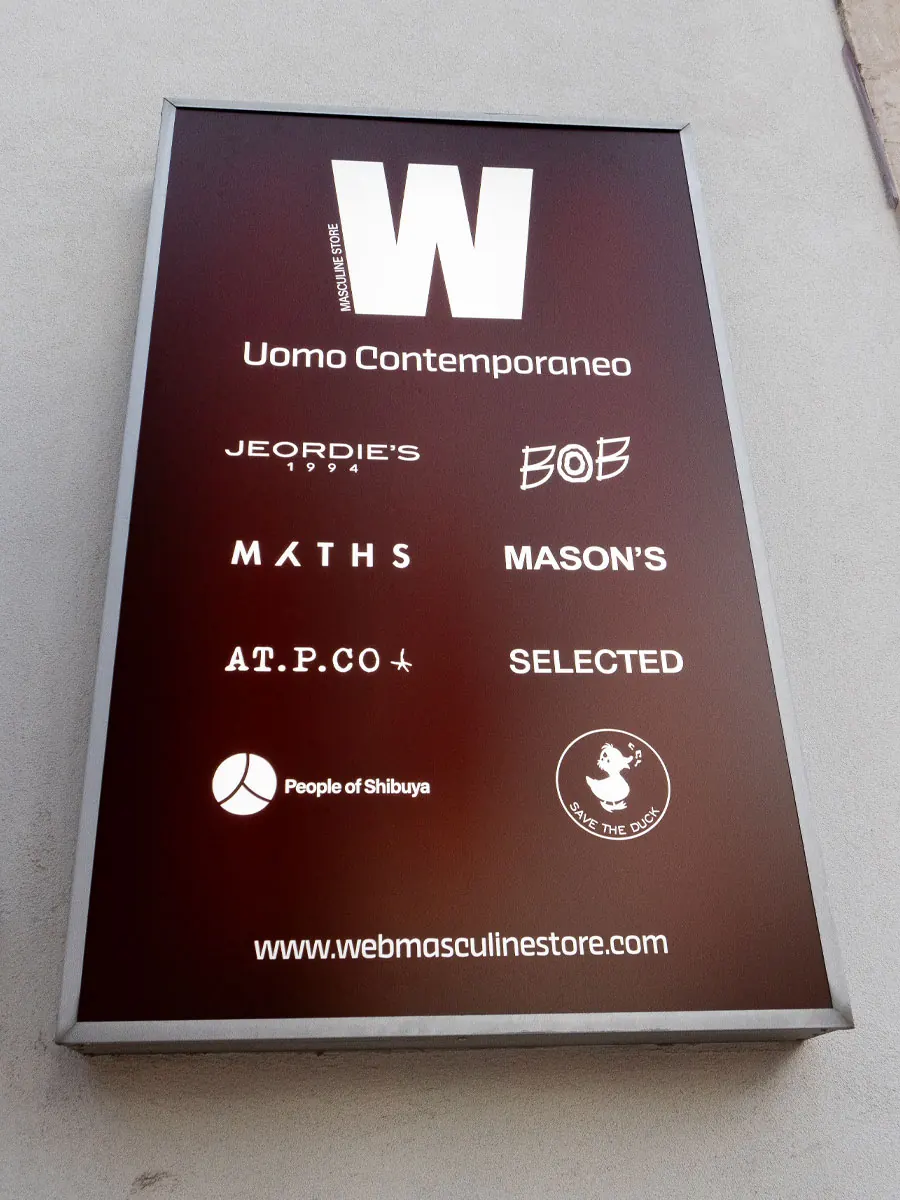 W
MASCULINE STORE
Uomo Contemporaneo
JEORDIE'S
1994
BOB
MYTHS
MASON'S
AT.P.CO
SELECTED
People of Shibuya
SAVE THE DUCK
www.webmasculinestore.com